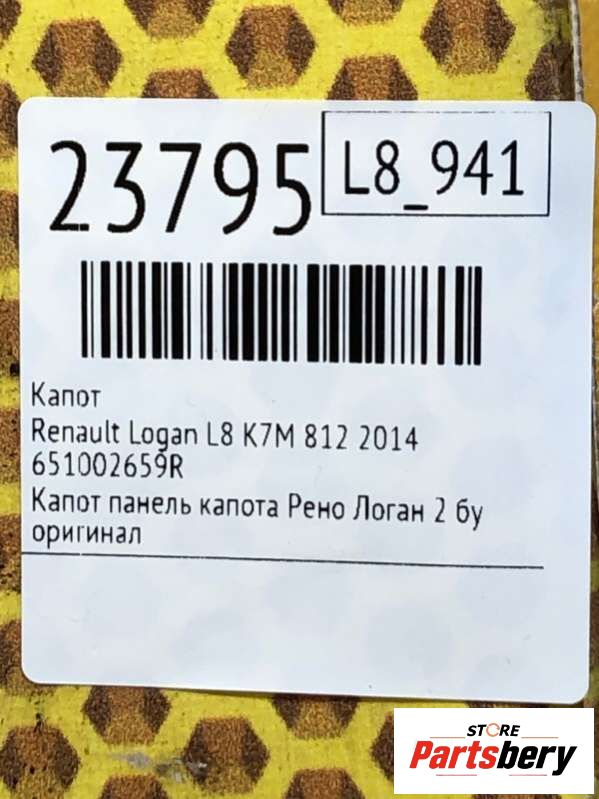 23795
L8_941
Капот
Renault Logan L8 K7M 812 2014
651002659R
Капот панель капота Рено Логан 2 бу
оригинал
STORE
Partsbery